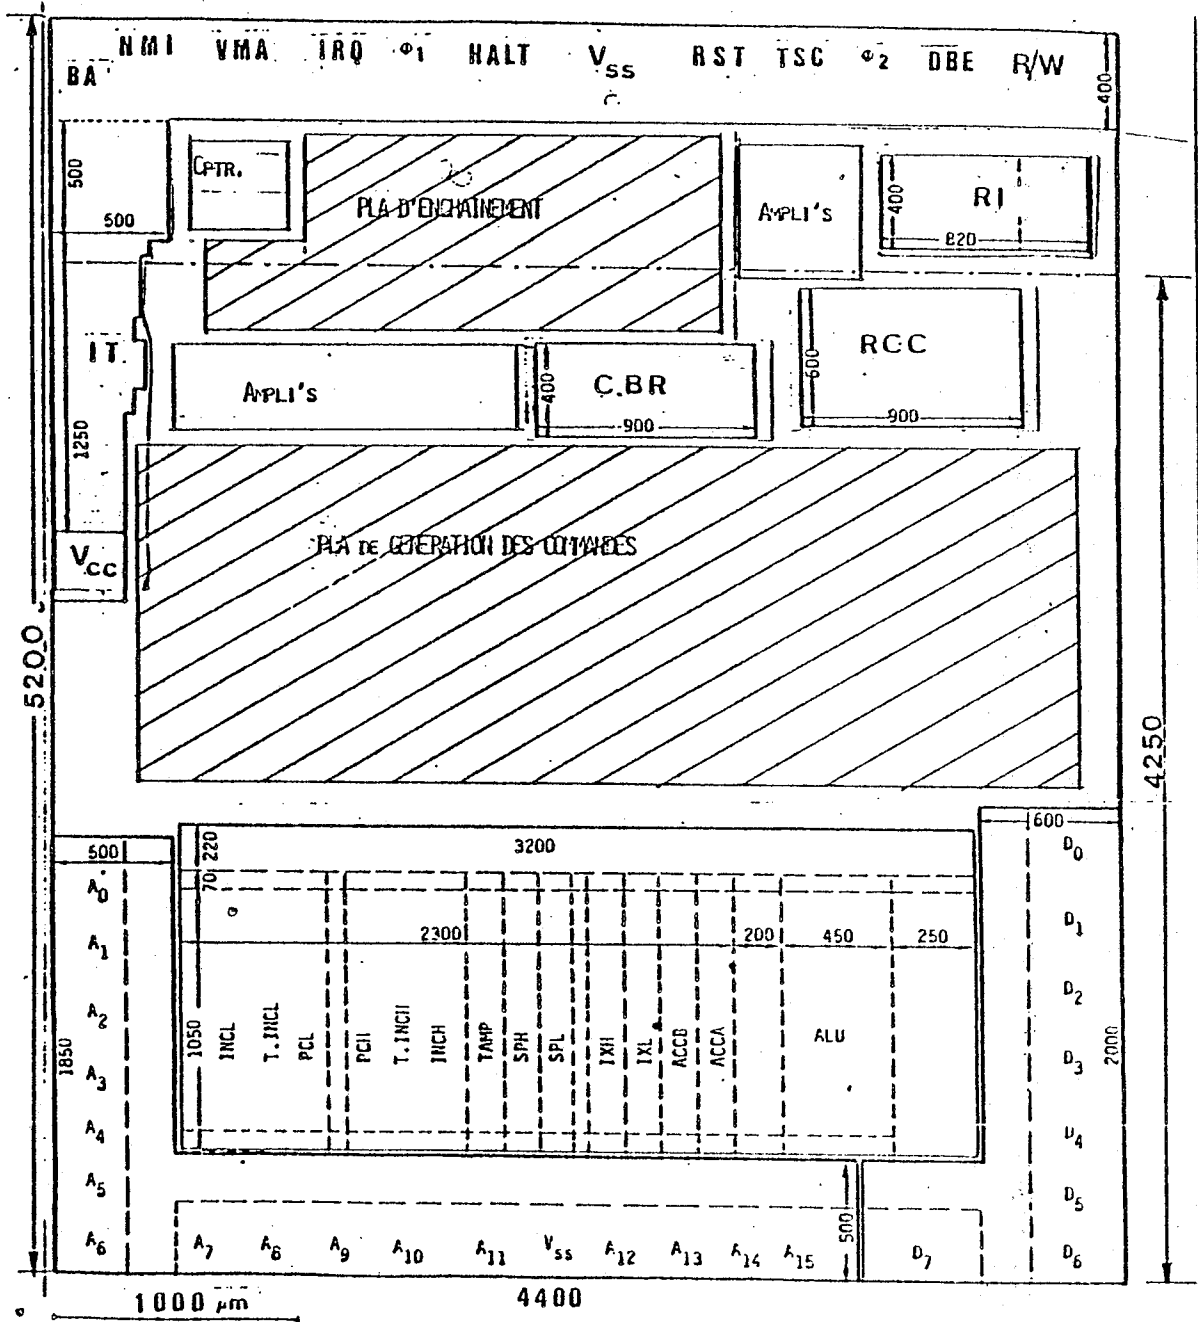 BA NMI VMA IRQ Φ1 HALT VSS RST TSC Φ2 DBE R/W
400
500
500
CPTR.
PLA D'ENCHAINEMENT
AMPLI'S
400
RI
820
IT.
1250
AMPLI'S
400
C.BR
900
600
RCC
900
VCC
PLA DE GENERATION DES COMMANDES
5200
4250
500
220
3200
600
70
2300
200
450
250
1050
INCL
T.INCL
PCL
PCH
T.INCH
INCH
TAMP
SPH
SPL
IXH
IXL
ACCB
ACCA
ALU
1850
A0
A1
A2
A3
A4
A5
A6
2000
D0
D1
D2
D3
D4
D5
D6
A7 A8 A9 A10 A11 VSS A12 A13 A14 A15
500
D7
1000 µm
4400